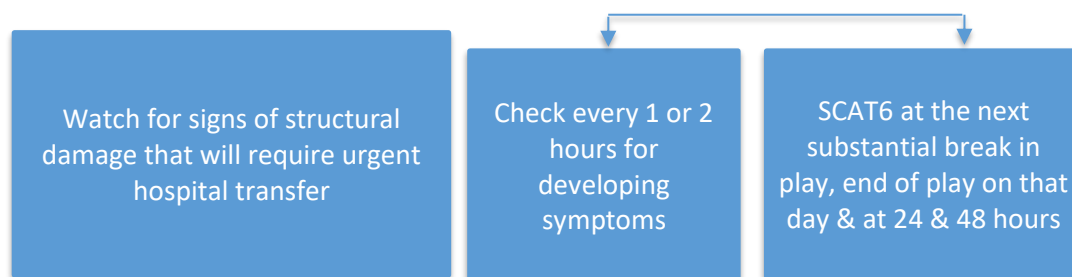 Watch for signs of structural
damage that will require urgent
hospital transfer
Check every 1 or 2
hours for
developing
symptoms
SCAT6 at the next
substantial break in
play, end of play on that
day & at 24 & 48 hours